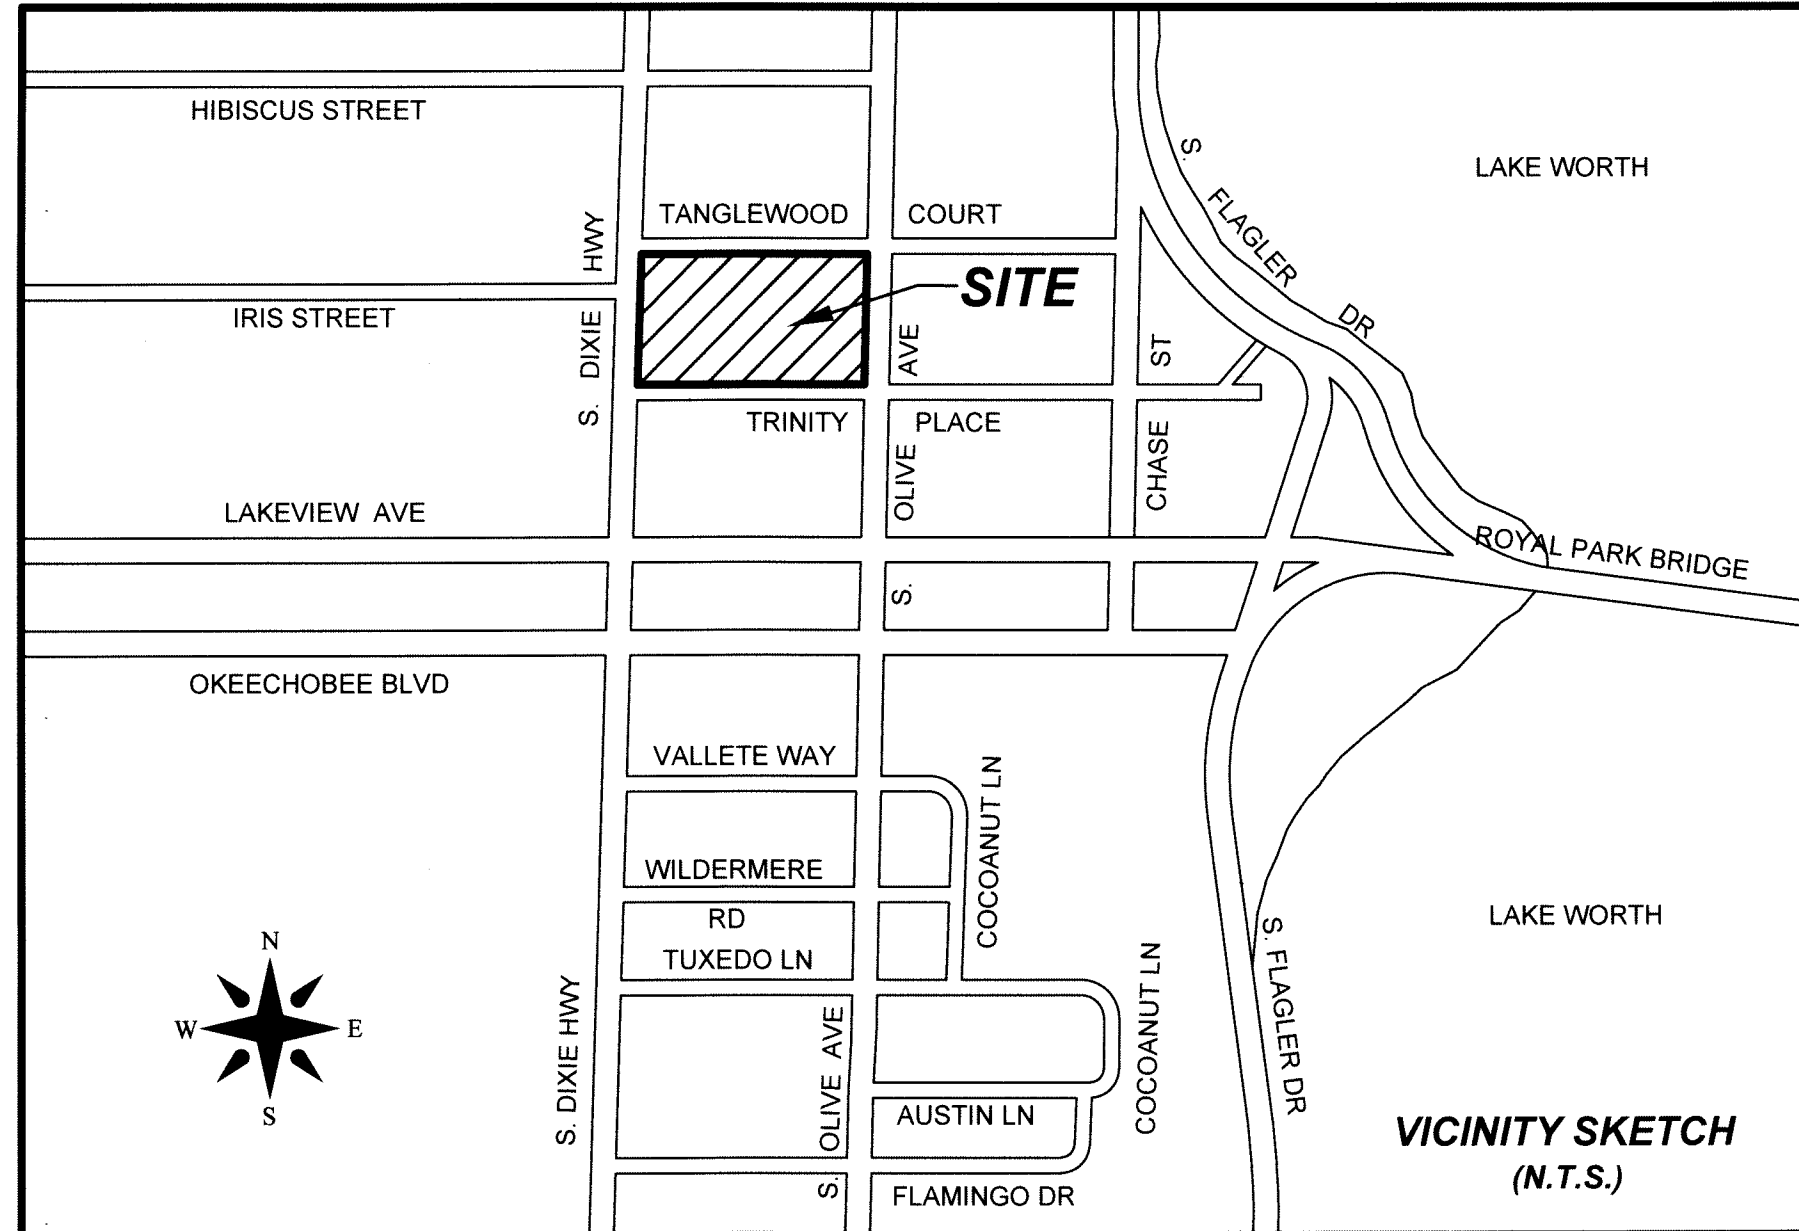 HIBISCUS STREET
LAKE WORTH
S. FLAGLER DR
TANGLEWOOD COURT
SITE
IRIS STREET
S. DIXIE HWY
TRINITY PLACE
S. OLIVE AVE
CHASE ST
LAKEVIEW AVE
ROYAL PARK BRIDGE
OKEECHOBEE BLVD
VALLETE WAY
COCOANUT LN
WILDERMERE
RD
TUXEDO LN
LAKE WORTH
COCOANUT LN
S. FLAGLER DR
N
W E
S
S. DIXIE HWY
S. OLIVE AVE
AUSTIN LN
FLAMINGO DR
VICINITY SKETCH
(N.T.S.)